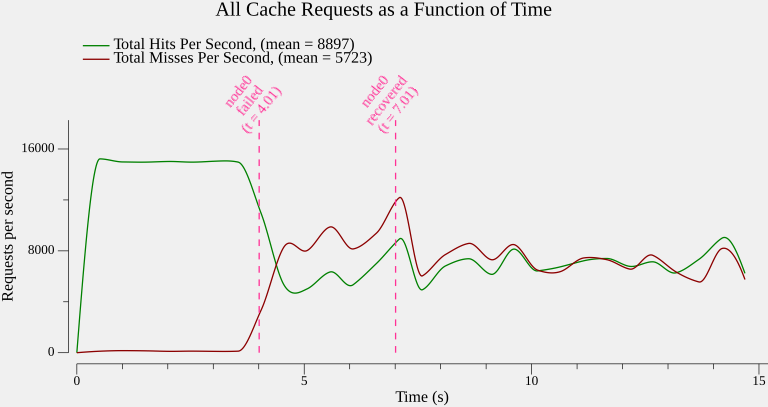 All Cache Requests as a Function of Time
Total Hits Per Second, (mean = 8897)
Total Misses Per Second, (mean = 5723)
node0
failed
(t = 4.01)
node0
recovered
(t = 7.01)
Requests per second
16000
8000
0
0
5
10
15
Time (s)